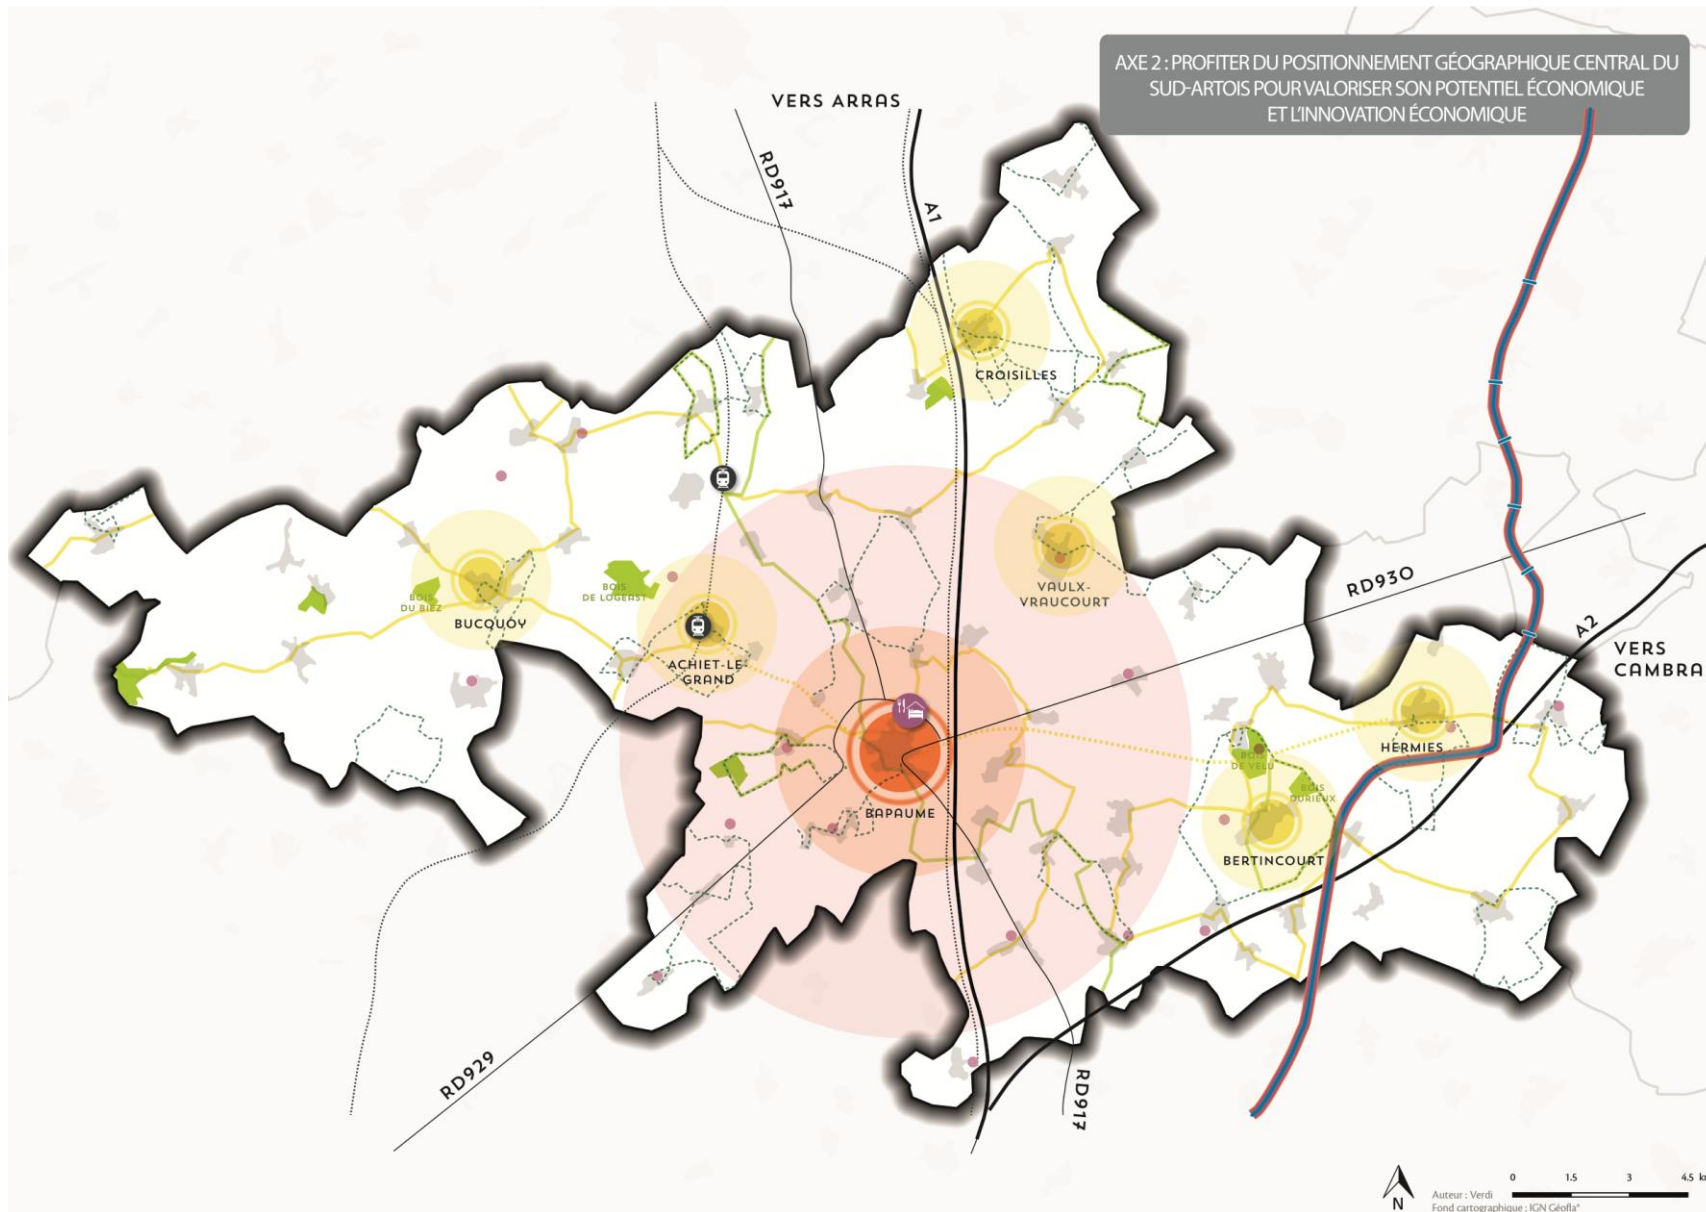 AXE 2 : PROFITER DU POSITIONNEMENT GÉOGRAPHIQUE CENTRAL DU
SUD-ARTOIS POUR VALORISER SON POTENTIEL ÉCONOMIQUE
ET L'INNOVATION ÉCONOMIQUE
VERS ARRAS
RD917
A1
CROISILLES
BOIS
DU BIEZ
BUCQUOY
BOIS
DE LOGEAST
ACHIET-LE-
GRAND
VAULX-
VRAUCOURT
RD930
A2
VERS
CAMBRA
HERMIES
BOIS
DE VELU
BOIS
DURIEUX
BAPAUME
BERTINCOURT
RD929
RD917
N
0 1.5 3 4.5 km
Auteur : Verdi
Fond cartographique : IGN Géofla®